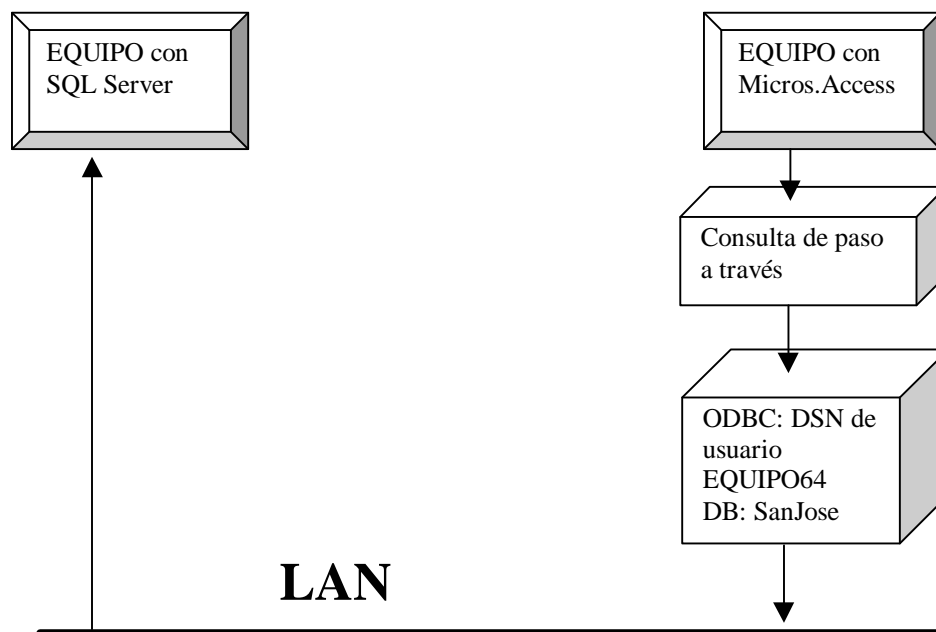 EQUIPO con
SQL Server
EQUIPO con
Micros.Access
Consulta de paso
a través
ODBC: DSN de
usuario
EQUIPO64
DB: SanJose
LAN